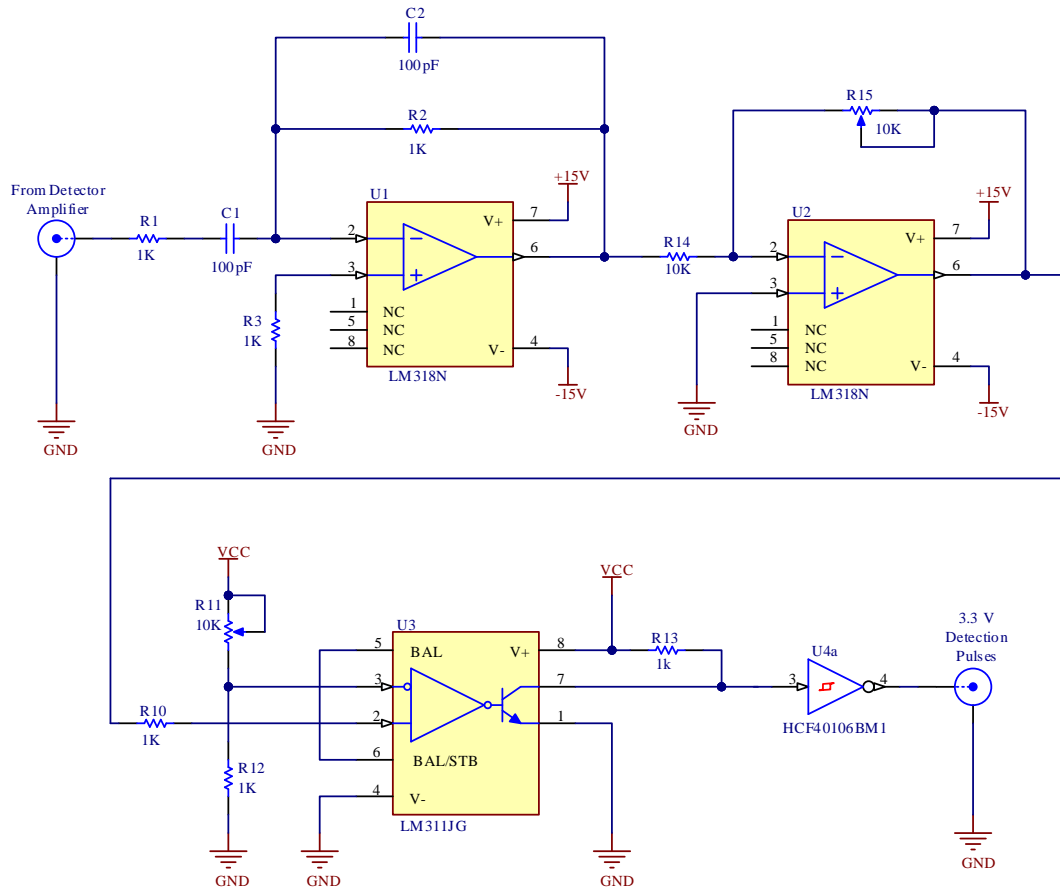 C2
100pF
R2
1K
R15
10K
From Detector
Amplifier
R1
1K
C1
100pF
U1
+15V
V+
7
2
3
6
1
NC
5
NC
8
NC
V-
4
LM318N
-15V
R3
1K
GND
GND
R14
10K
U2
+15V
V+
7
2
3
6
1
NC
5
NC
8
NC
V-
4
LM318N
-15V
GND
VCC
R11
10K
R10
1K
R12
1K
GND
U3
5
BAL
V+
8
3
7
2
1
6
BAL/STB
4
V-
LM311JG
GND
VCC
R13
1k
GND
U4a
3
4
HCF40106BM1
3.3 V
Detection
Pulses
GND